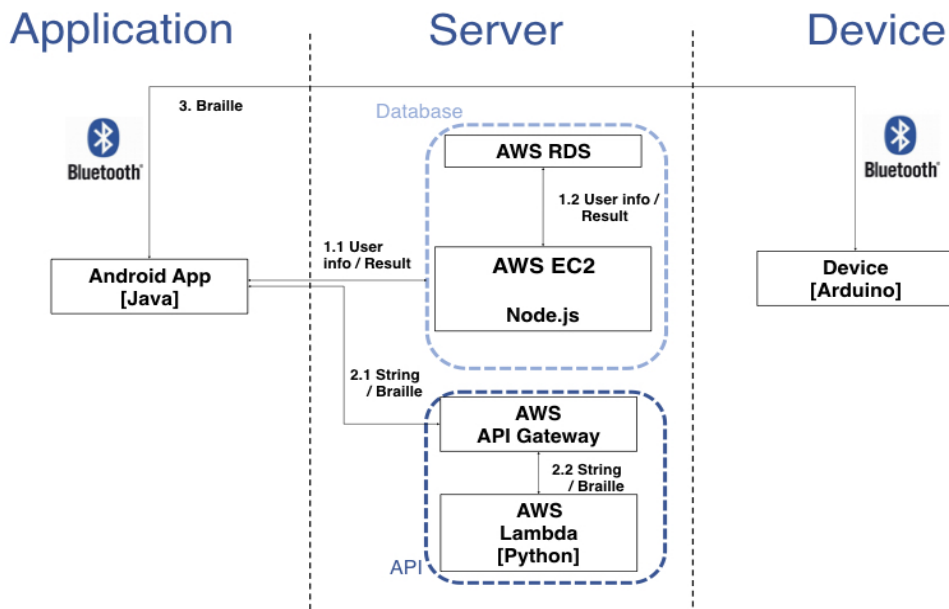 Application
Server
Device
3. Braille
Bluetooth®
Database
AWS RDS
Bluetooth®
1.2 User info /
Result
1.1 User
info / Result
Android App
[Java]
AWS EC2
Node.js
Device
[Arduino]
2.1 String
/ Braille
AWS
API Gateway
2.2 String
/ Braille
AWS
Lambda
[Python]
API